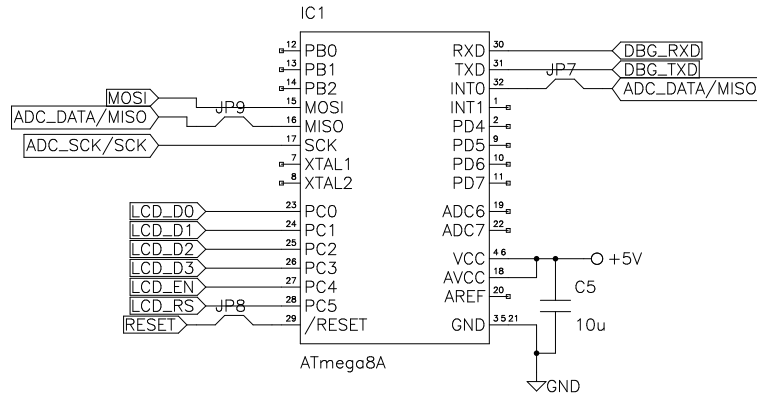 IC1
12 PB0
13 PB1
14 PB2
MOSI 15 MOSI
ADC_DATA/MISO JP9 16 MISO
ADC_SCK/SCK 17 SCK
7 XTAL1
8 XTAL2
LCD_D0 23 PC0
LCD_D1 24 PC1
LCD_D2 25 PC2
LCD_D3 26 PC3
LCD_EN 27 PC4
LCD_RS 28 PC5
RESET JP8 29 /RESET
RXD 30 DBG_RXD
TXD 31 DBG_TXD
INT0 32 JP7 ADC_DATA/MISO
INT1 1
PD4 2
PD5 9
PD6 10
PD7 11
ADC6 19
ADC7 22
VCC 4 6 +5V
AVCC 18
AREF 20
GND 3 5 21
C5
10u
GND
ATmega8A